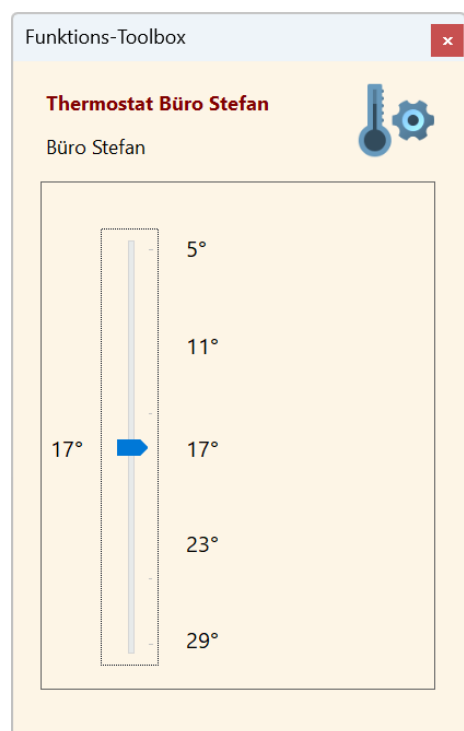 Funktions-Toolbox
x
Thermostat Büro Stefan
Büro Stefan
5°
11°
17° 17°
23°
29°